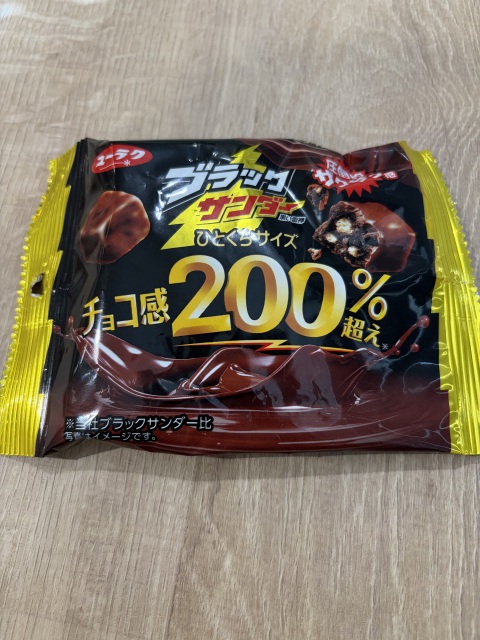 ユーラク
ブラック
サンダー
ひとくちサイズ
チョコ感200%
超え※
※当社ブラックサンダー比
写真はイメージです。